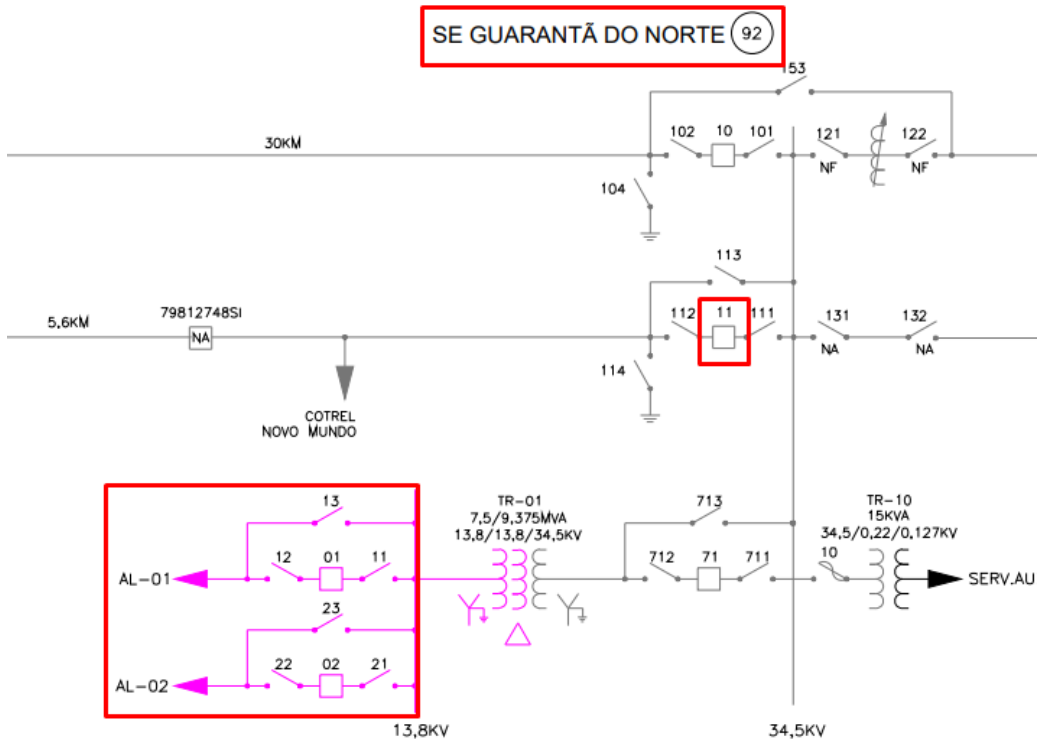 SE GUARANTÃ DO NORTE 92
153
30KM
102 10 101 121 122
NF NF
104
113
79812748SI
5,6KM
NA
112 11 111 131 132
NA NA
114
COTREL
NOVO MUNDO
13
TR-01
7,5/9,375MVA
13,8/13,8/34,5KV
713
TR-10
15KVA
34,5/0,22/0,127KV
12 01 11
712 71 711
10
AL-01
SERV.AU
23
22 02 21
AL-02
13,8KV
34,5KV